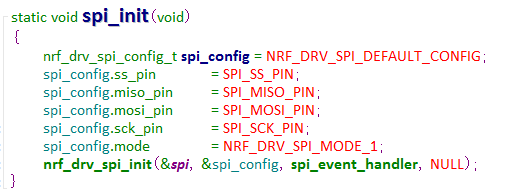 static void spi_init(void)
{
nrf_drv_spi_config_t spi_config = NRF_DRV_SPI_DEFAULT_CONFIG;
spi_config.ss_pin = SPI_SS_PIN;
spi_config.miso_pin = SPI_MISO_PIN;
spi_config.mosi_pin = SPI_MOSI_PIN;
spi_config.sck_pin = SPI_SCK_PIN;
spi_config.mode = NRF_DRV_SPI_MODE_1;
nrf_drv_spi_init(&spi, &spi_config, spi_event_handler, NULL);
}